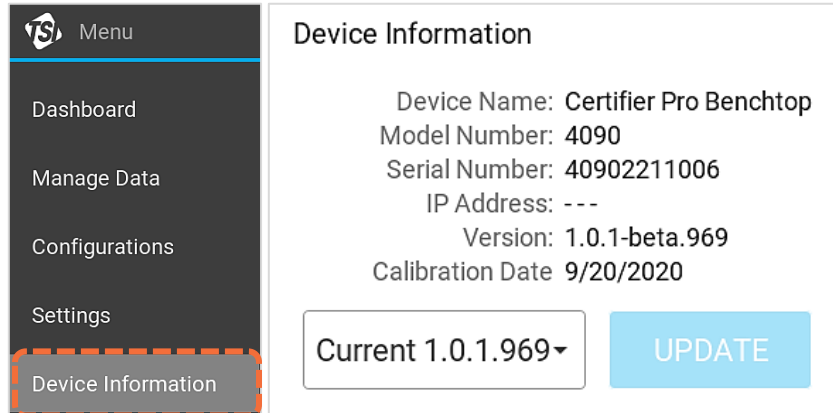 TSI Menu
Dashboard
Manage Data
Configurations
Settings
Device Information
Device Information
Device Name: Certifier Pro Benchtop
Model Number: 4090
Serial Number: 40902211006
IP Address: ---
Version: 1.0.1-beta.969
Calibration Date 9/20/2020
Current 1.0.1.969
UPDATE